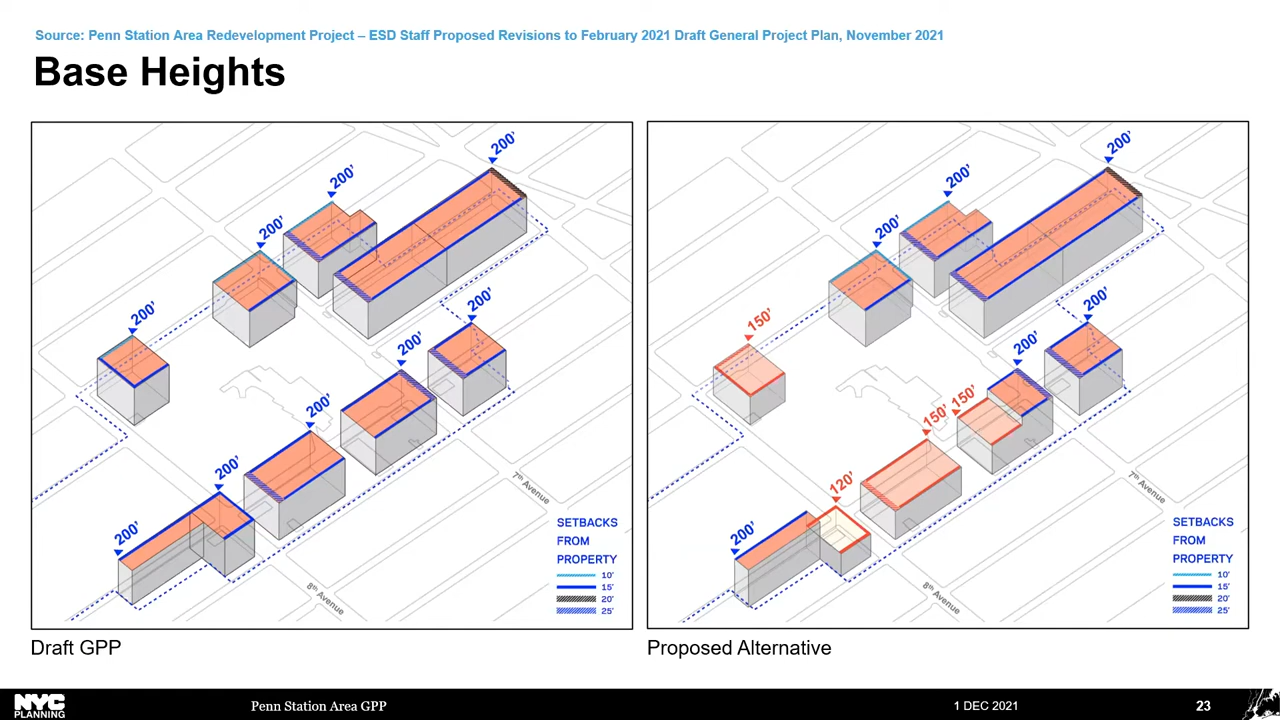 Source: Penn Station Area Redevelopment Project – ESD Staff Proposed Revisions to February 2021 Draft General Project Plan, November 2021
Base Heights
200'
200'
200'
200'
200'
200'
200'
200'
200'
7th Avenue
8th Avenue
SETBACKS
FROM
PROPERTY
10'
15'
20'
25'
Draft GPP
200'
200'
200'
150'
200'
200'
150'
150'
120'
200'
7th Avenue
8th Avenue
SETBACKS
FROM
PROPERTY
10'
15'
20'
25'
Proposed Alternative
NYC
PLANNING
Penn Station Area GPP
1 DEC 2021
23